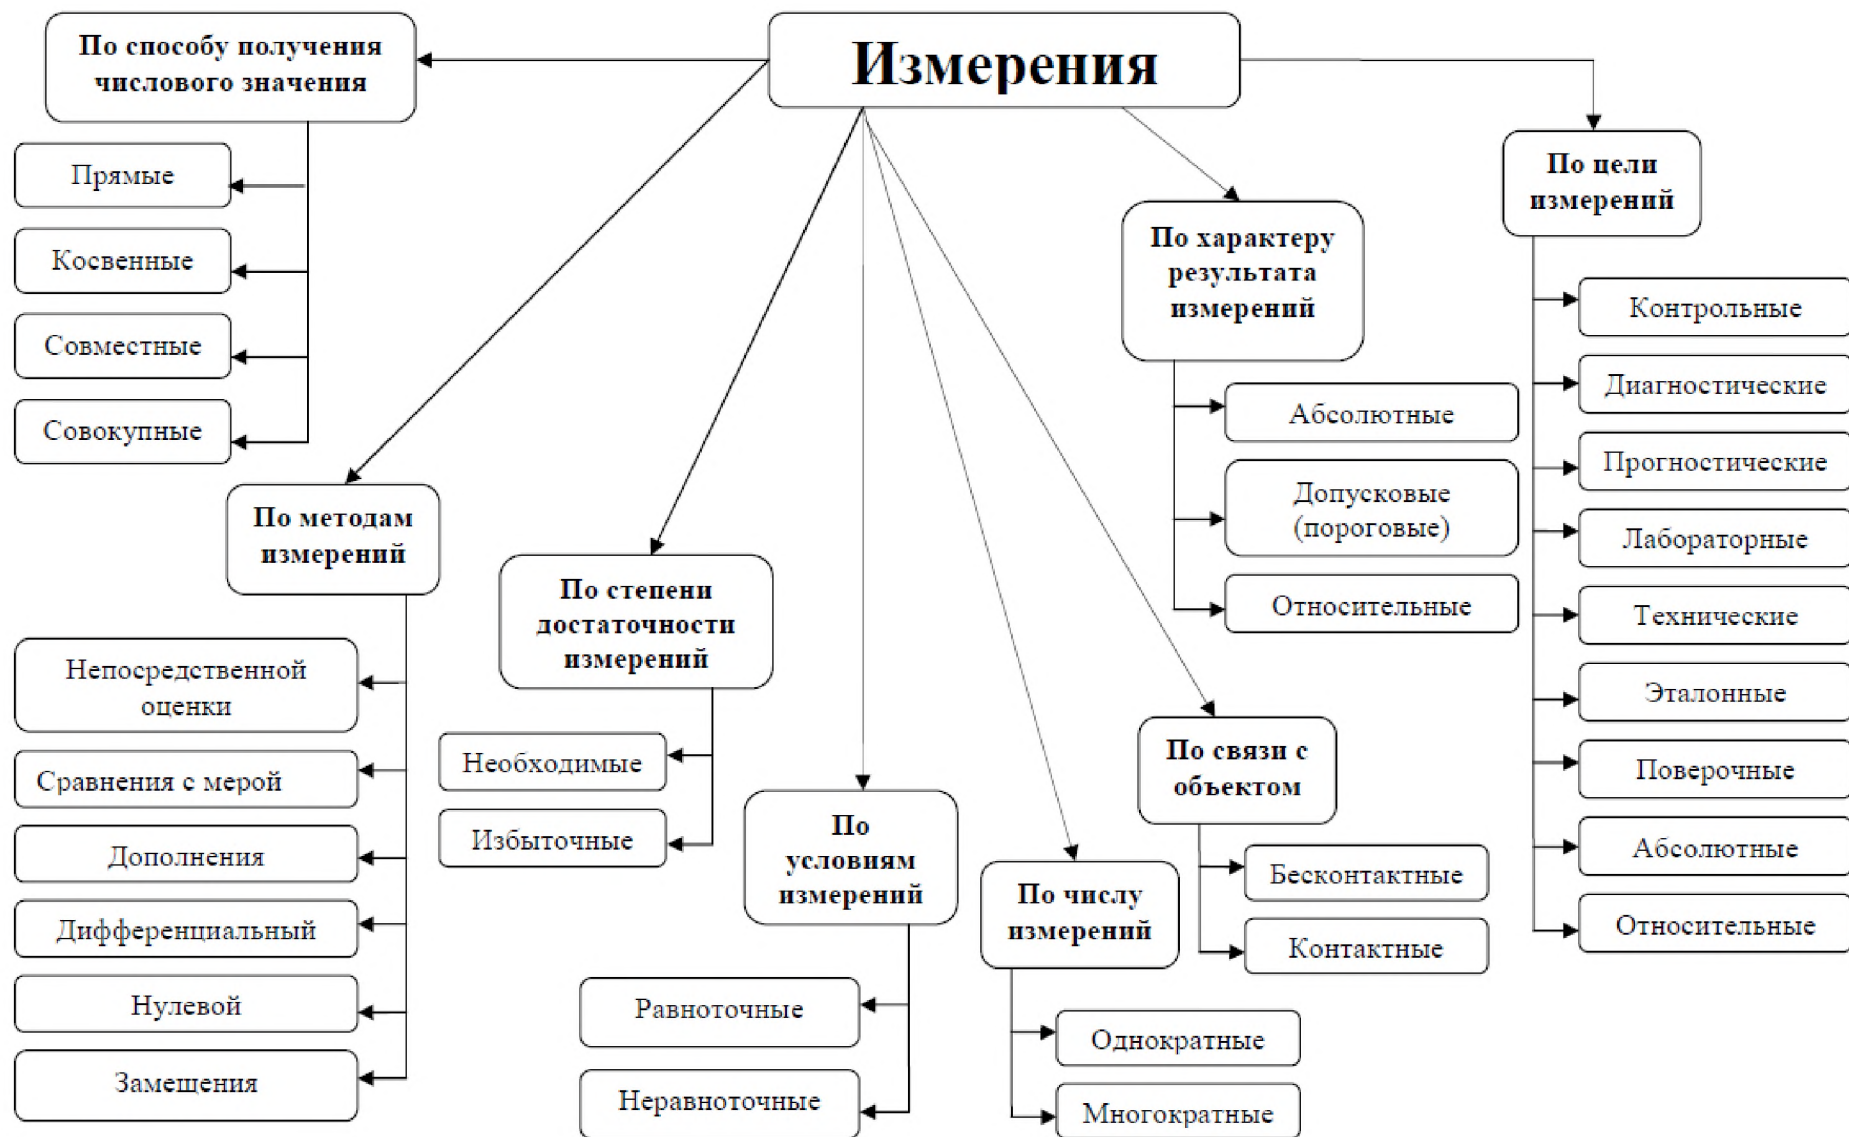 Измерения
По способу получения
числового значения
Прямые
Косвенные
Совместные
Совокупные
По методам
измерений
Непосредственной
оценки
Сравнения с мерой
Дополнения
Дифференциальный
Нулевой
Замещения
По степени
достаточности
измерений
Необходимые
Избыточные
По
условиям
измерений
Равноточные
Неравноточные
По числу
измерений
Однократные
Многократные
По связи с
объектом
Бесконтактные
Контактные
По характеру
результата
измерений
Абсолютные
Допусковые
(пороговые)
Относительные
По цели
измерений
Контрольные
Диагностические
Прогностические
Лабораторные
Технические
Эталонные
Поверочные
Абсолютные
Относительные